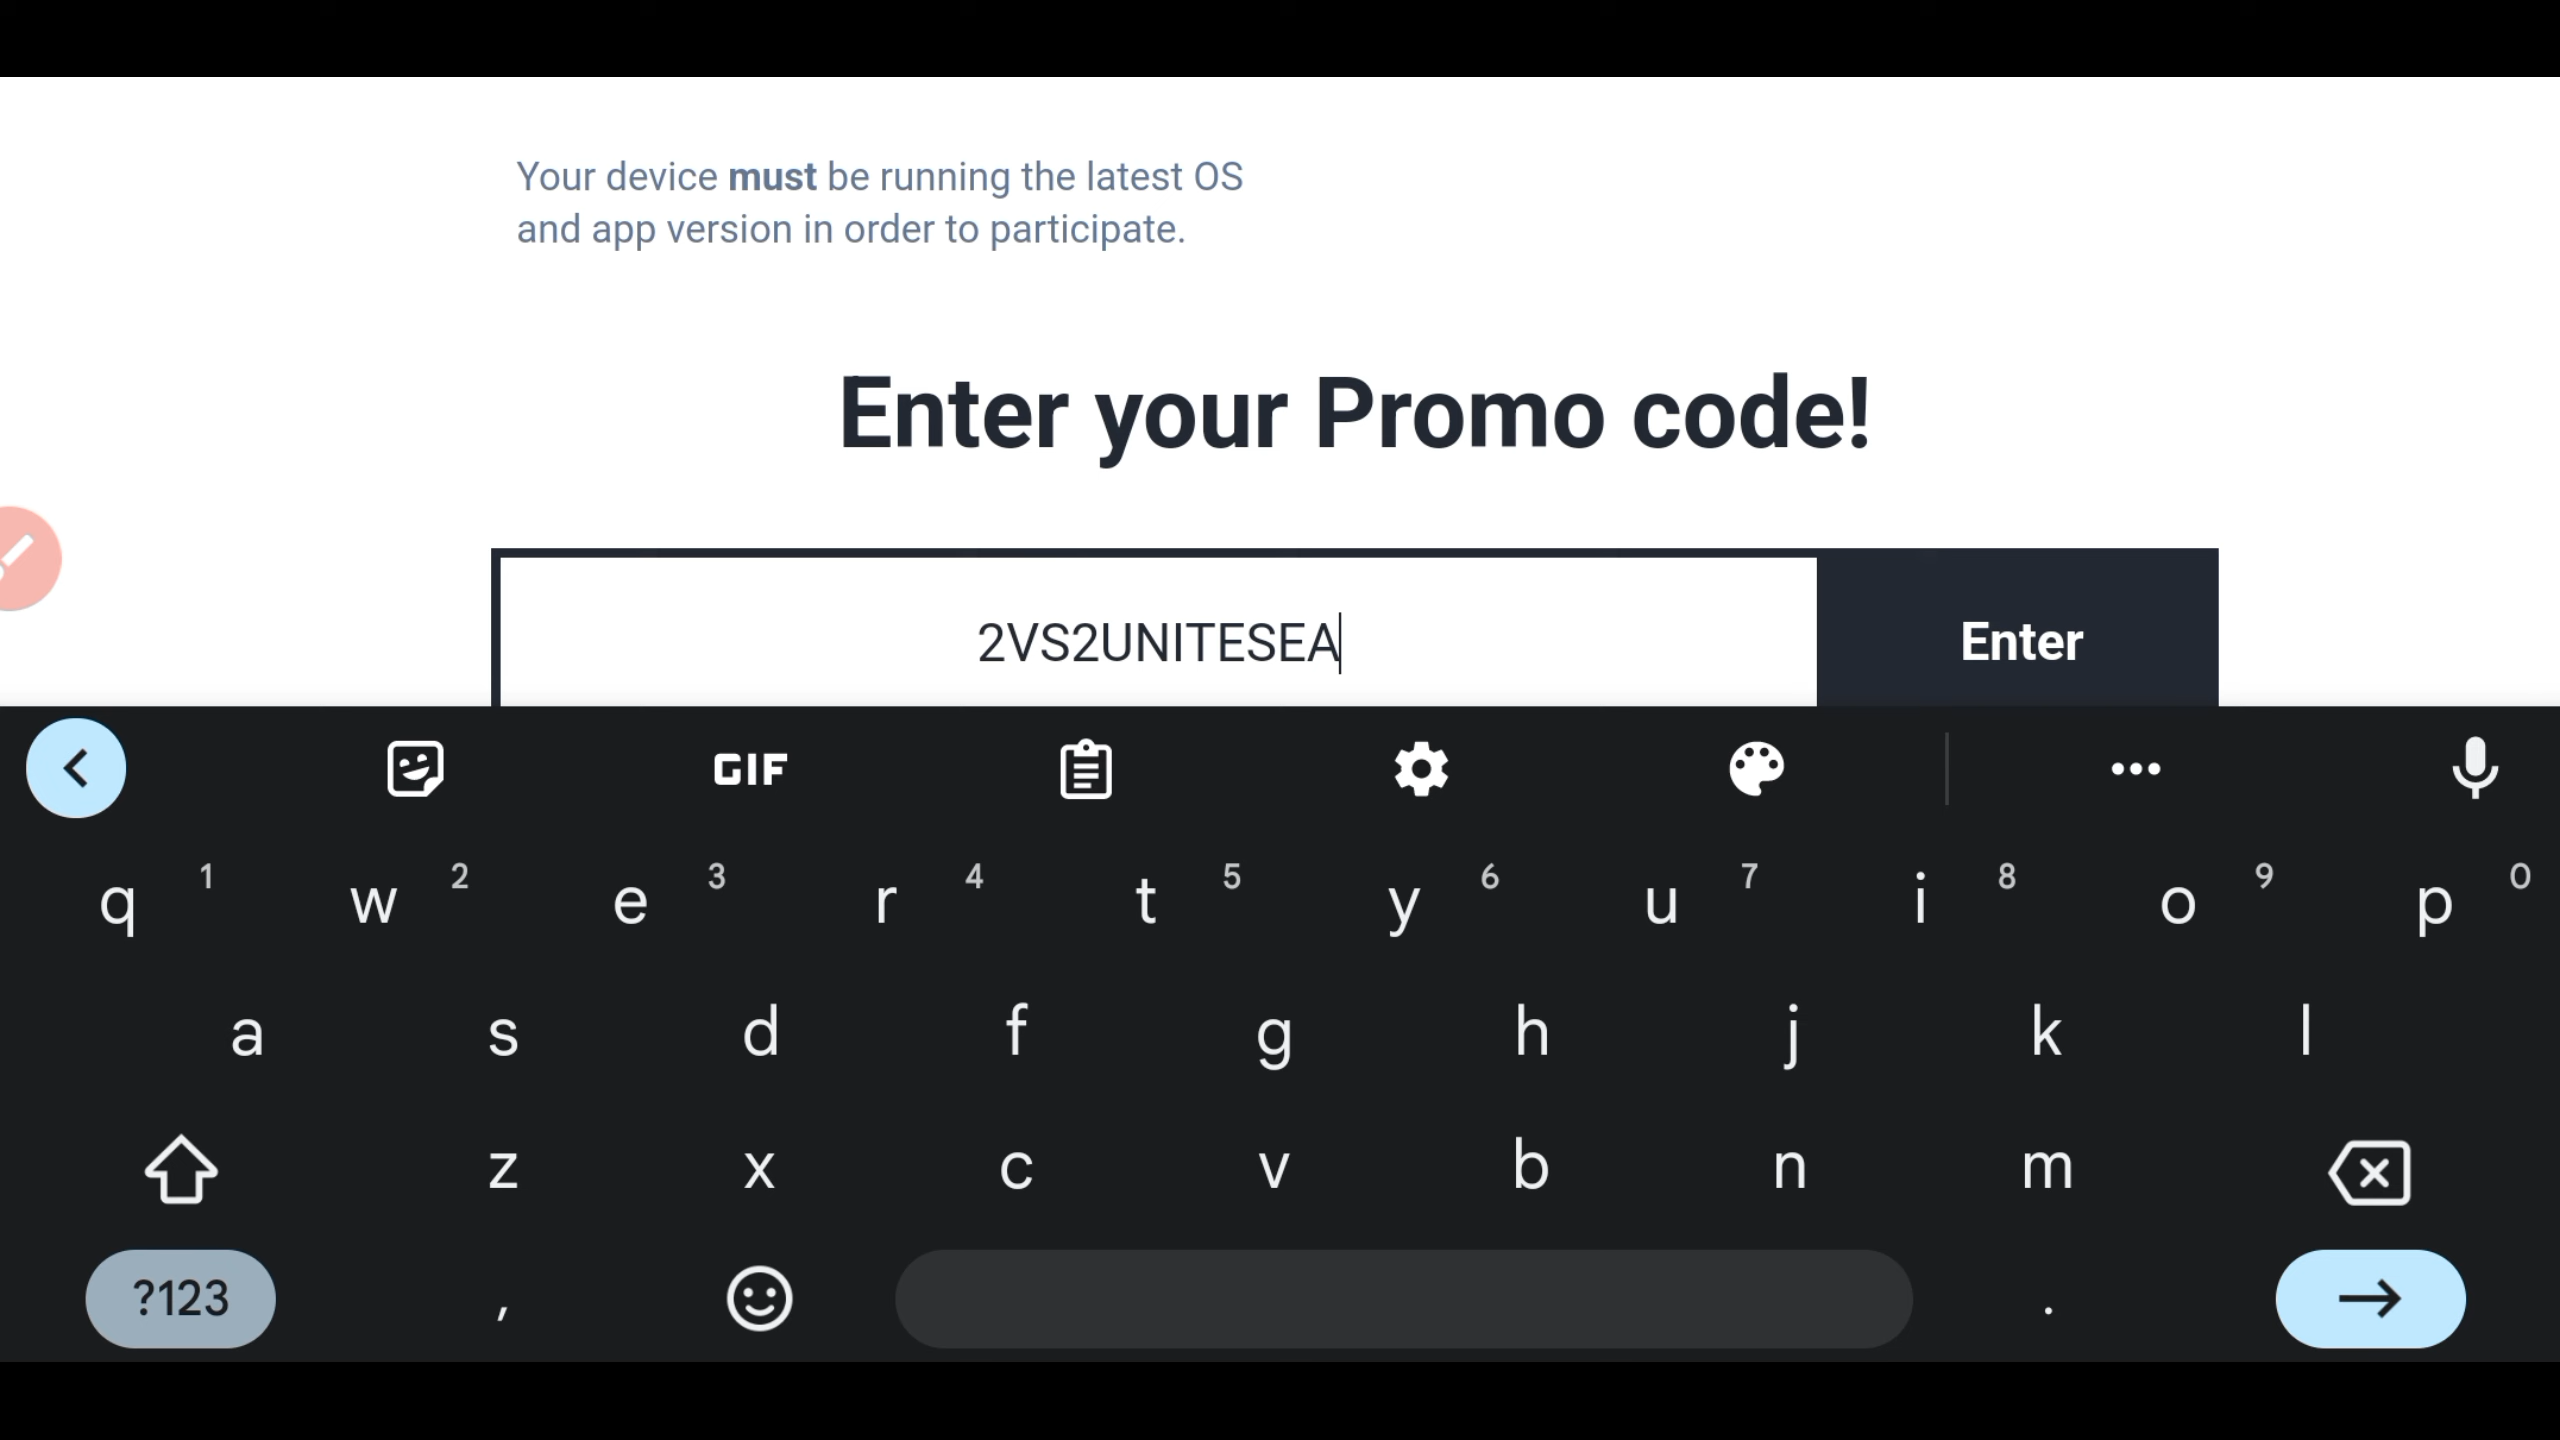 Your device must be running the latest OS
and app version in order to participate.
Enter your Promo code!
2VS2UNITESEA
Enter
GIF
q 1 w 2 e 3 r 4 t 5 y 6 u 7 i 8 o 9 p 0
a s d f g h j k l
z x c v b n m
?123 , .